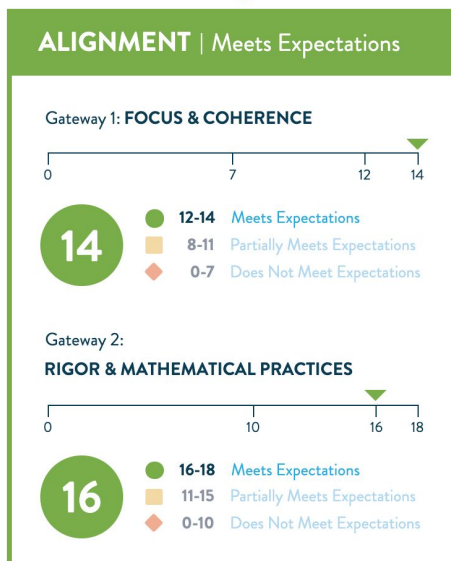 ALIGNMENT | Meets Expectations
Gateway 1: FOCUS & COHERENCE
0 7 12 14
14
12-14 Meets Expectations
8-11 Partially Meets Expectations
0-7 Does Not Meet Expectations
Gateway 2:
RIGOR & MATHEMATICAL PRACTICES
0 10 16 18
16
16-18 Meets Expectations
11-15 Partially Meets Expectations
0-10 Does Not Meet Expectations